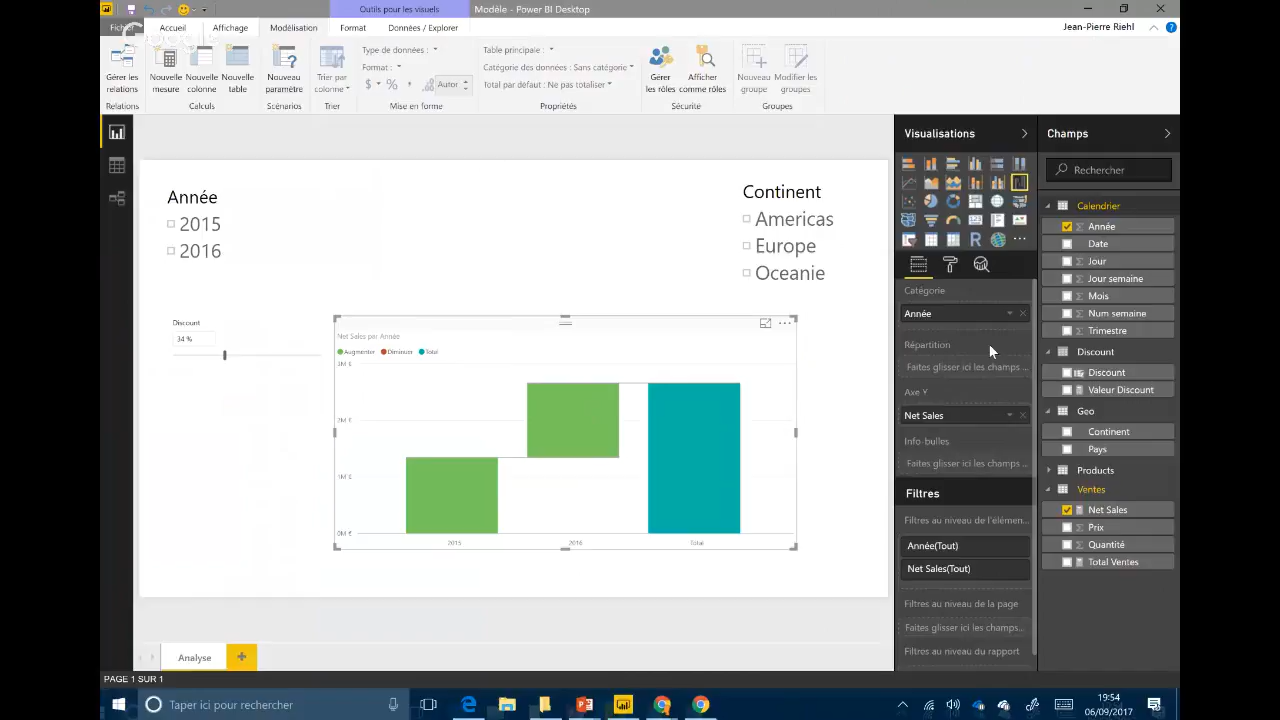 Outils pour les visuels
Modèle - Power BI Desktop
Fichier
Accueil
Affichage
Modélisation
Format
Données / Explorer
Jean-Pierre Riehl
Gérer les relations
Nouvelle mesure
Nouvelle colonne
Nouvelle table
Nouveau paramètre
Trier par colonne
Type de données :
Format :
$ % Autor
Table principale :
Catégorie des données : Sans catégorie
Total par défaut : Ne pas totaliser
Gérer les rôles
Afficher comme rôles
Nouveau groupe
Modifier les groupes
Relations
Calculs
Scénarios
Trier
Mise en forme
Propriétés
Sécurité
Groupes
Année
2015
2016
Continent
Americas
Europe
Oceanie
Discount
34 %
Net Sales par Année
Augmenter Diminuer Total
3M €
2M €
1M €
0M €
2015
2016
Total
Visualisations
Catégorie
Année
Répartition
Faites glisser ici les champs ...
Axe Y
Net Sales
Info-bulles
Faites glisser ici les champs ...
Filtres
Filtres au niveau de l'élémen...
Année(Tout)
Net Sales(Tout)
Filtres au niveau de la page
Faites glisser ici les champs...
Filtres au niveau du rapport
Champs
Rechercher
Calendrier
Année
Date
Jour
Jour semaine
Mois
Num semaine
Trimestre
Discount
Discount
Valeur Discount
Geo
Continent
Pays
Products
Ventes
Net Sales
Prix
Quantité
Total Ventes
Analyse
PAGE 1 SUR 1
Taper ici pour rechercher
19:54
06/09/2017